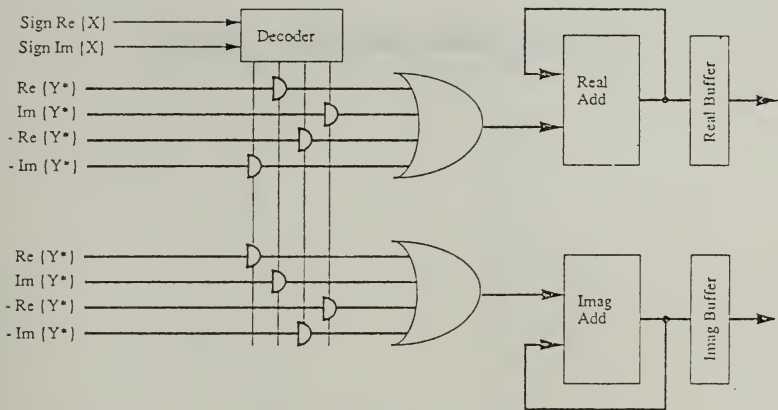 Sign Re {X}
Sign Im {X}
Decoder
Re {Y*}
Im {Y*}
- Re {Y*}
- Im {Y*}
Real
Add
Real Buffer
Re {Y*}
Im {Y*}
- Re {Y*}
- Im {Y*}
Imag
Add
Imag Buffer